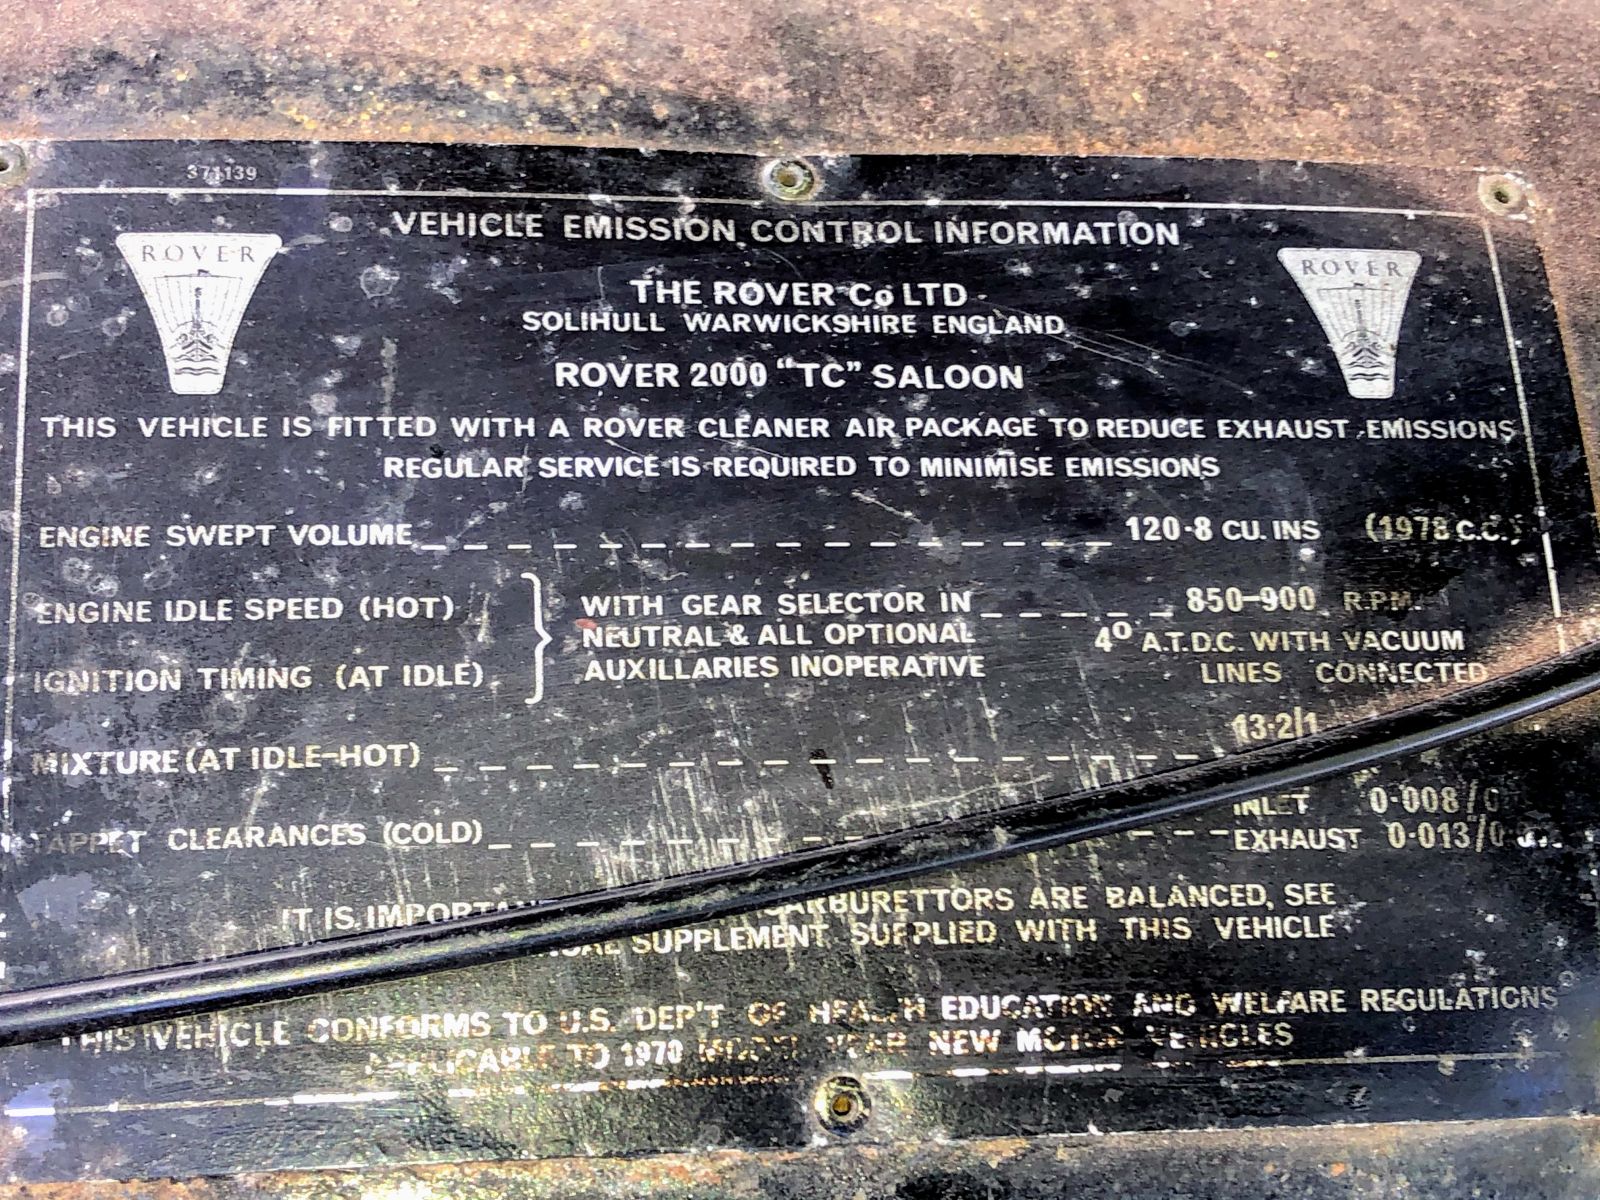 371139
VEHICLE EMISSION CONTROL INFORMATION
ROVER
ROVER
THE ROVER Co LTD
SOLIHULL WARWICKSHIRE ENGLAND
ROVER 2000 "TC" SALOON
THIS VEHICLE IS FITTED WITH A ROVER CLEANER AIR PACKAGE TO REDUCE EXHAUST EMISSIONS
REGULAR SERVICE IS REQUIRED TO MINIMISE EMISSIONS
ENGINE SWEPT VOLUME 120·8 CU. INS (1978 C.C.)
ENGINE IDLE SPEED (HOT) WITH GEAR SELECTOR IN 850-900 R.P.M.
NEUTRAL & ALL OPTIONAL 4° A.T.D.C. WITH VACUUM
IGNITION TIMING (AT IDLE) AUXILLARIES INOPERATIVE LINES CONNECTED
MIXTURE (AT IDLE-HOT) 13·2/1
INLET 0·008/
TAPPET CLEARANCES (COLD) EXHAUST 0·013/
IT IS CARBURETTORS ARE BALANCED, SEE
SUPPLEMENT SUPPLIED WITH THIS VEHICLE
THIS VEHICLE CONFORMS TO U.S. DEP'T OF HEALTH EDUCATION AND WELFARE REGULATIONS
APPLICABLE TO 1970 MODEL YEAR NEW MOTOR VEHICLES